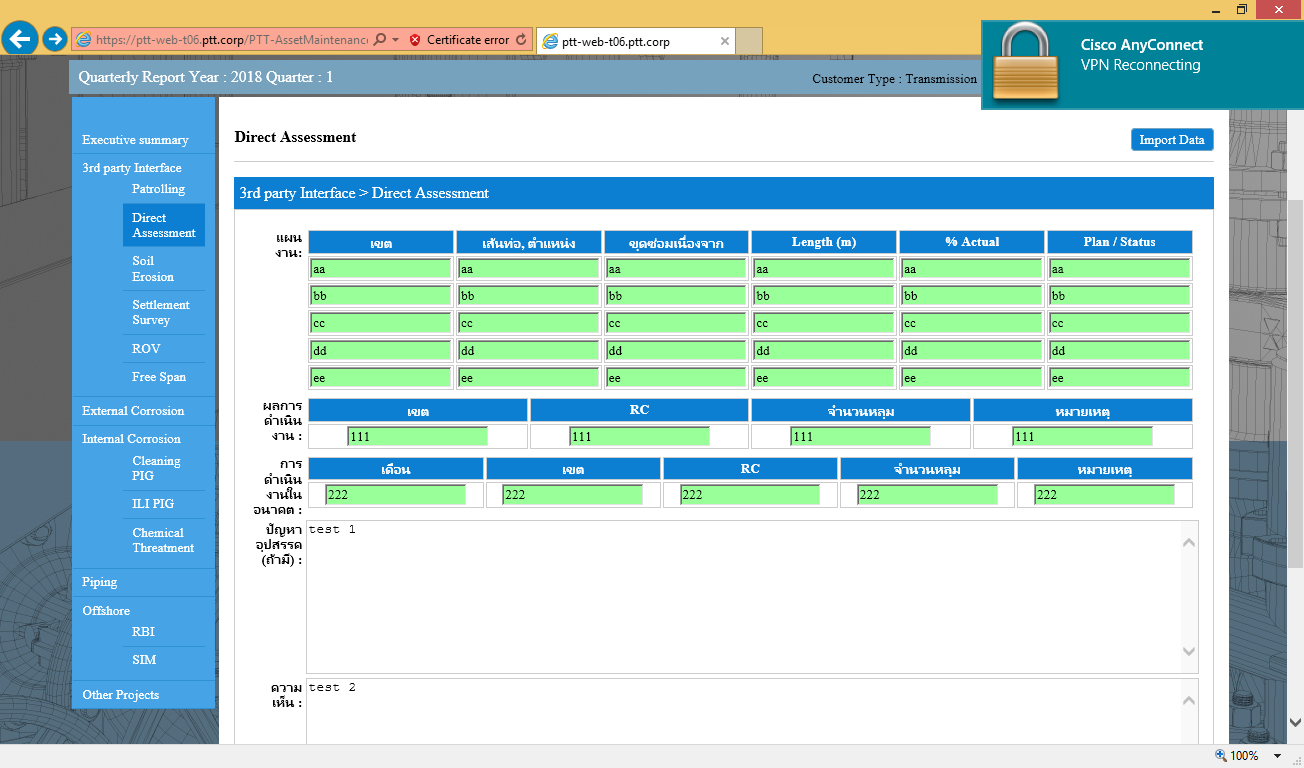 https://ptt-web-t06.ptt.corp/PTT-AssetMaintenanc
Certificate error
ptt-web-t06.ptt.corp
Cisco AnyConnect
VPN Reconnecting
Quarterly Report Year : 2018 Quarter : 1
Customer Type : Transmission
Executive summary
3rd party Interface
Patrolling
Direct
Assessment
Soil
Erosion
Settlement
Survey
ROV
Free Span
External Corrosion
Internal Corrosion
Cleaning
PIG
ILI PIG
Chemical
Threatment
Piping
Offshore
RBI
SIM
Other Projects
Direct Assessment
Import Data
3rd party Interface > Direct Assessment
แผน
งาน:
เขต เส้นท่อ, ตำแหน่ง ขุดซ่อมเนื่องจาก Length (m) % Actual Plan / Status
aa aa aa aa aa aa
bb bb bb bb bb bb
cc cc cc cc cc cc
dd dd dd dd dd dd
ee ee ee ee ee ee
ผลการ
ดำเนิน
งาน :
เขต RC จำนวนหลุม หมายเหตุ
111 111 111 111
การ
ดำเนิน
งานใน
อนาคต :
เดือน เขต RC จำนวนหลุม หมายเหตุ
222 222 222 222 222
ปัญหา
อุปสรรค
(ถ้ามี) :
test 1
ความ
เห็น :
test 2
100%